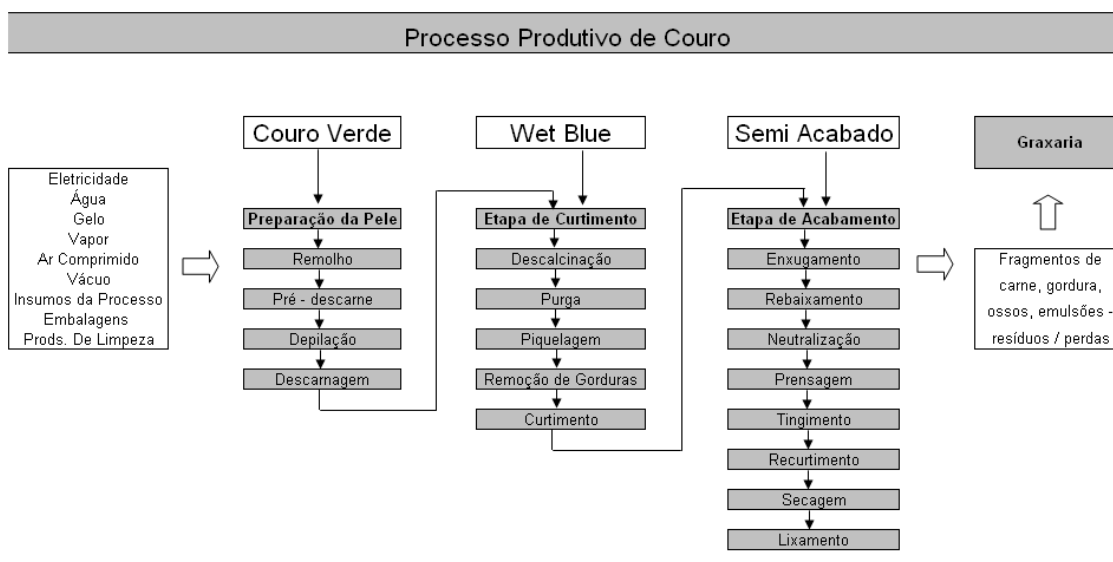 Processo Produtivo de Couro
Couro Verde
Wet Blue
Semi Acabado
Graxaria
Eletricidade
Água
Gelo
Vapor
Ar Comprimido
Vácuo
Insumos da Processo
Embalagens
Prods. De Limpeza
Preparação da Pele
Remolho
Pré - descarne
Depilação
Descarnagem
Etapa de Curtimento
Descalcinação
Purga
Piquelagem
Remoção de Gorduras
Curtimento
Etapa de Acabamento
Enxugamento
Rebaixamento
Neutralização
Prensagem
Tingimento
Recurtimento
Secagem
Lixamento
Fragmentos de
carne, gordura,
ossos, emulsões -
resíduos / perdas